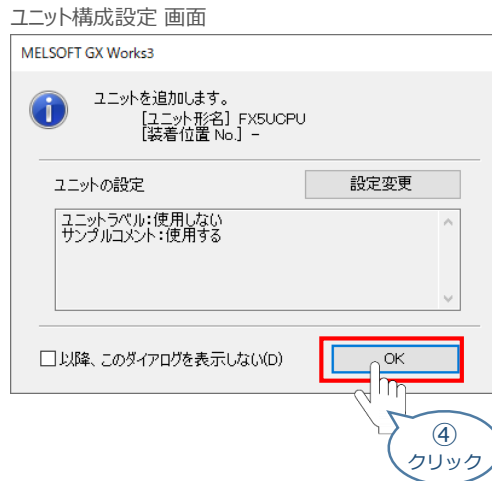 ユニット構成設定 画面
MELSOFT GX Works3
ユニットを追加します。
[ユニット形名] FX5UCPU
[装着位置 No.] -
ユニットの設定
設定変更
ユニットラベル:使用しない
サンプルコメント:使用する
以降、このダイアログを表示しない(D)
OK
④
クリック